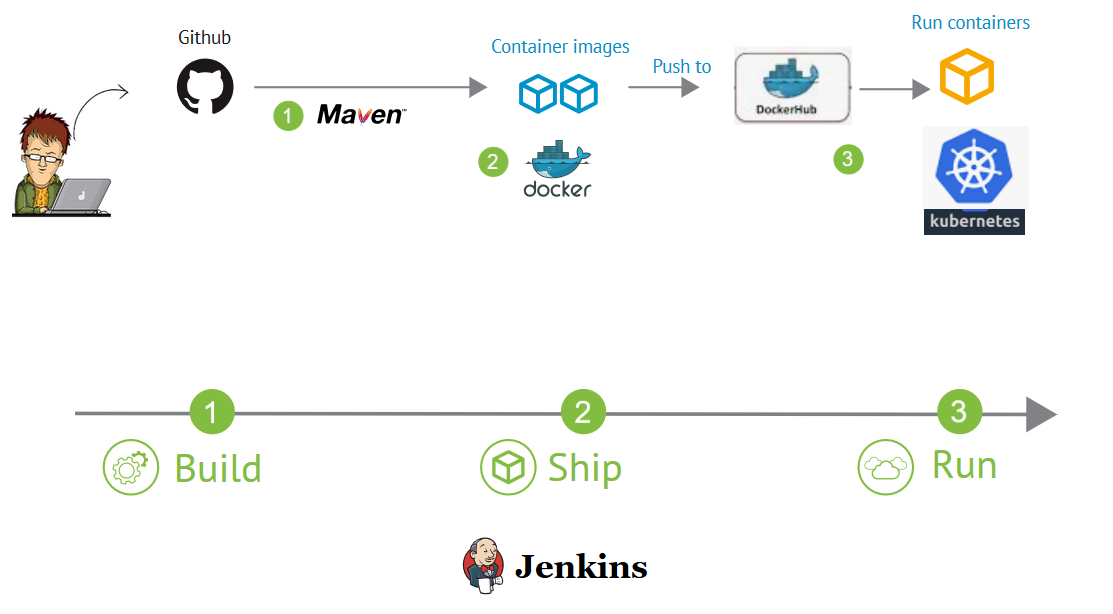 Github
Run containers
Container images
Push to
1
Maven™
DockerHub
2
docker
3
kubernetes
1
2
3
Build
Ship
Run
Jenkins